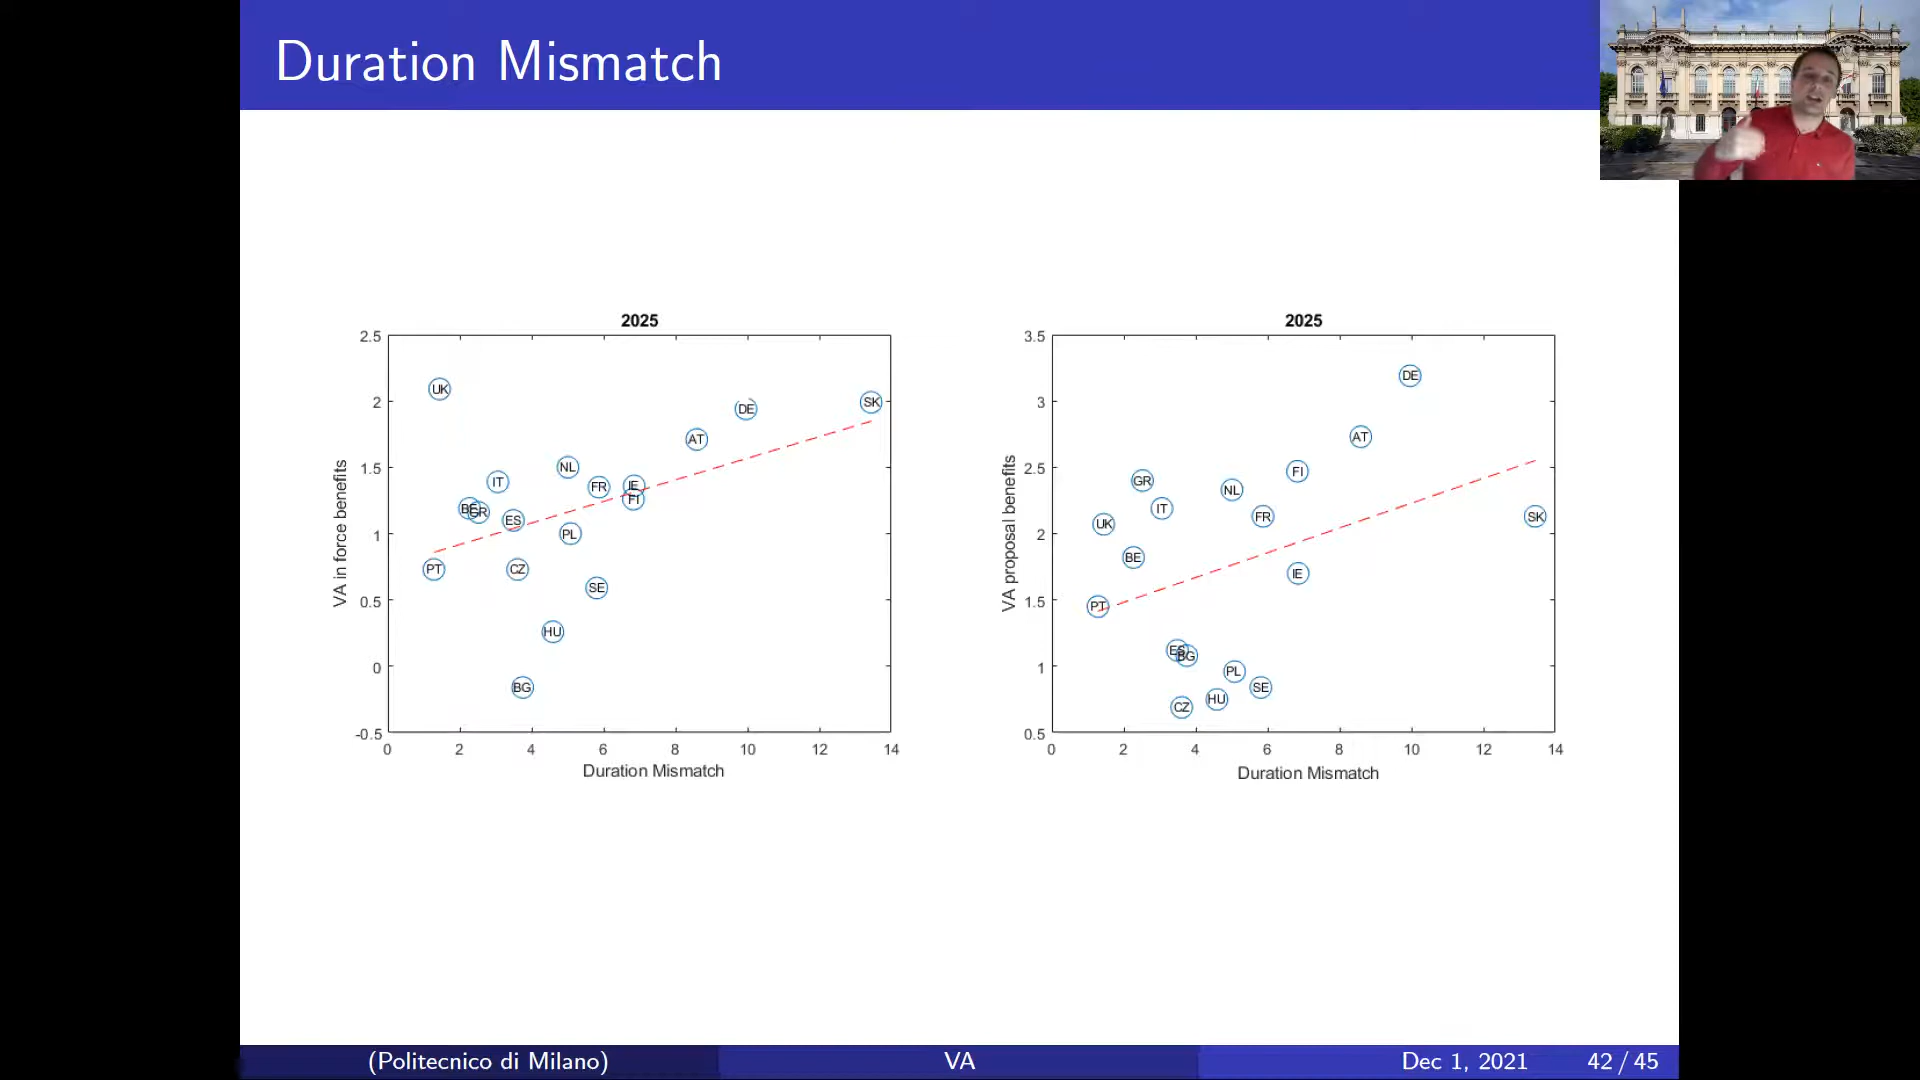 Duration Mismatch
2025
2.5
2
1.5
1
0.5
0
-0.5
VA in force benefits
UK
DE
SK
AT
NL
IT
FR
IE
FI
BE
GR
ES
PL
PT
CZ
SE
HU
BG
0 2 4 6 8 10 12 14
Duration Mismatch
2025
3.5
3
2.5
2
1.5
1
0.5
VA proposal benefits
DE
AT
FI
GR
NL
IT
FR
SK
UK
BE
IE
PT
ES
BG
PL
SE
HU
CZ
0 2 4 6 8 10 12 14
Duration Mismatch
(Politecnico di Milano) VA Dec 1, 2021 42 / 45